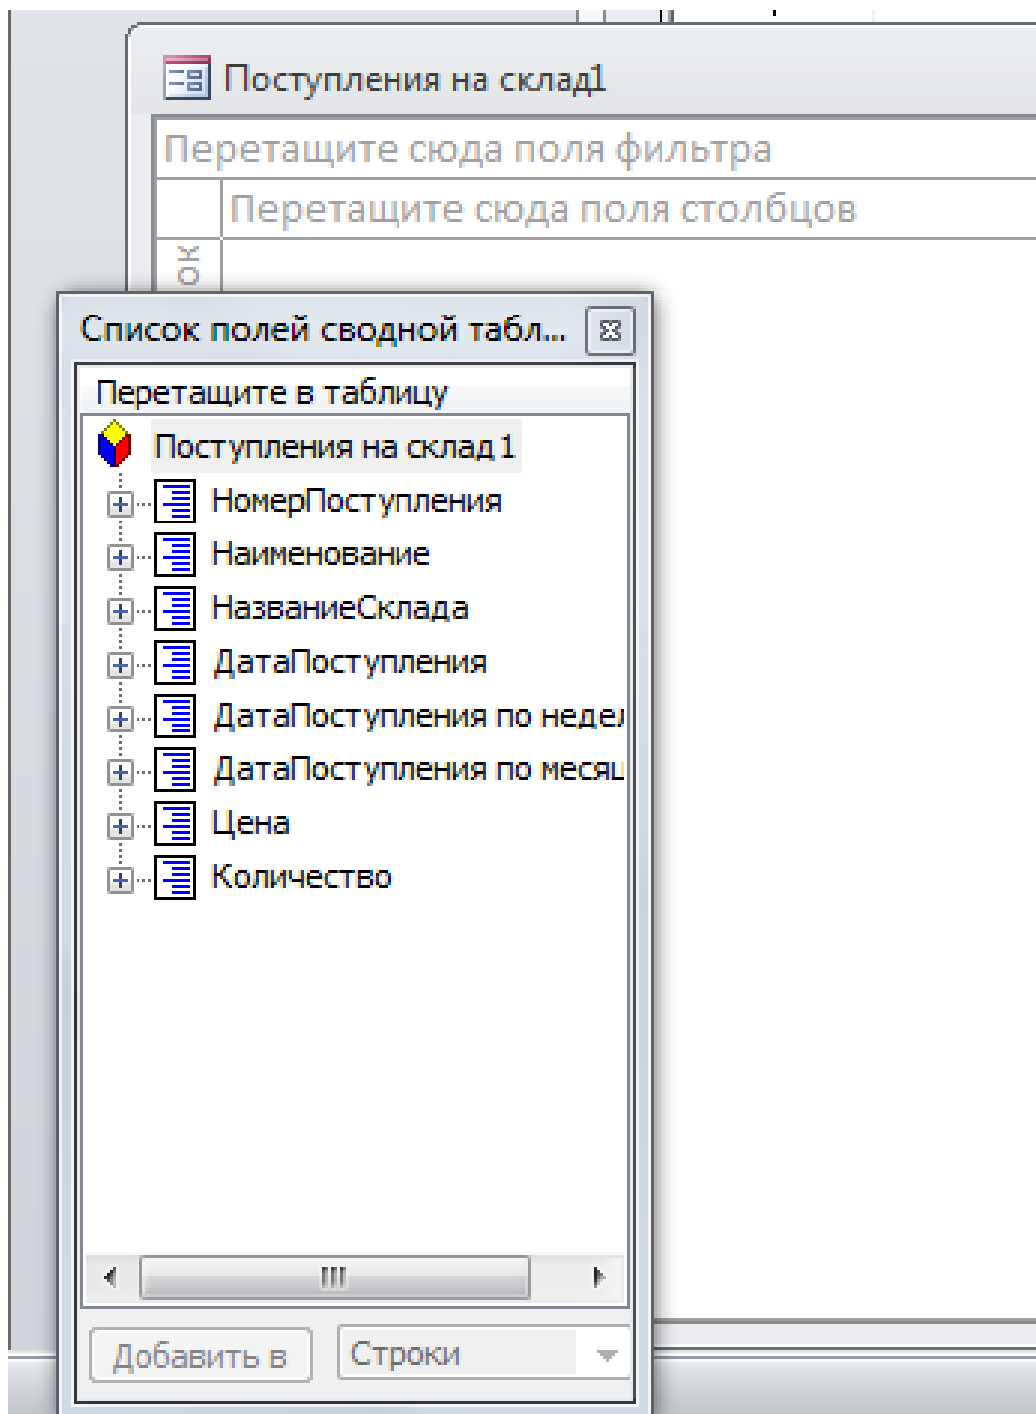 Поступления на склад1
Перетащите сюда поля фильтра
Перетащите сюда поля столбцов
ок
Список полей сводной табл...
Перетащите в таблицу
Поступления на склад1
НомерПоступления
Наименование
НазваниеСклада
ДатаПоступления
ДатаПоступления по недел
ДатаПоступления по месяц
Цена
Количество
Добавить в
Строки